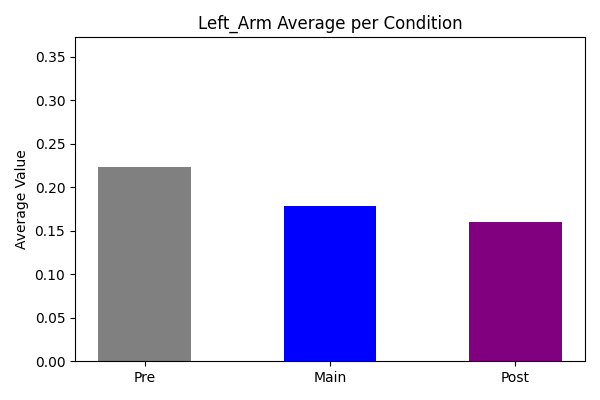 Left_Arm Average per Condition
Average Value
0.35
0.30
0.25
0.20
0.15
0.10
0.05
0.00
Pre
Main
Post